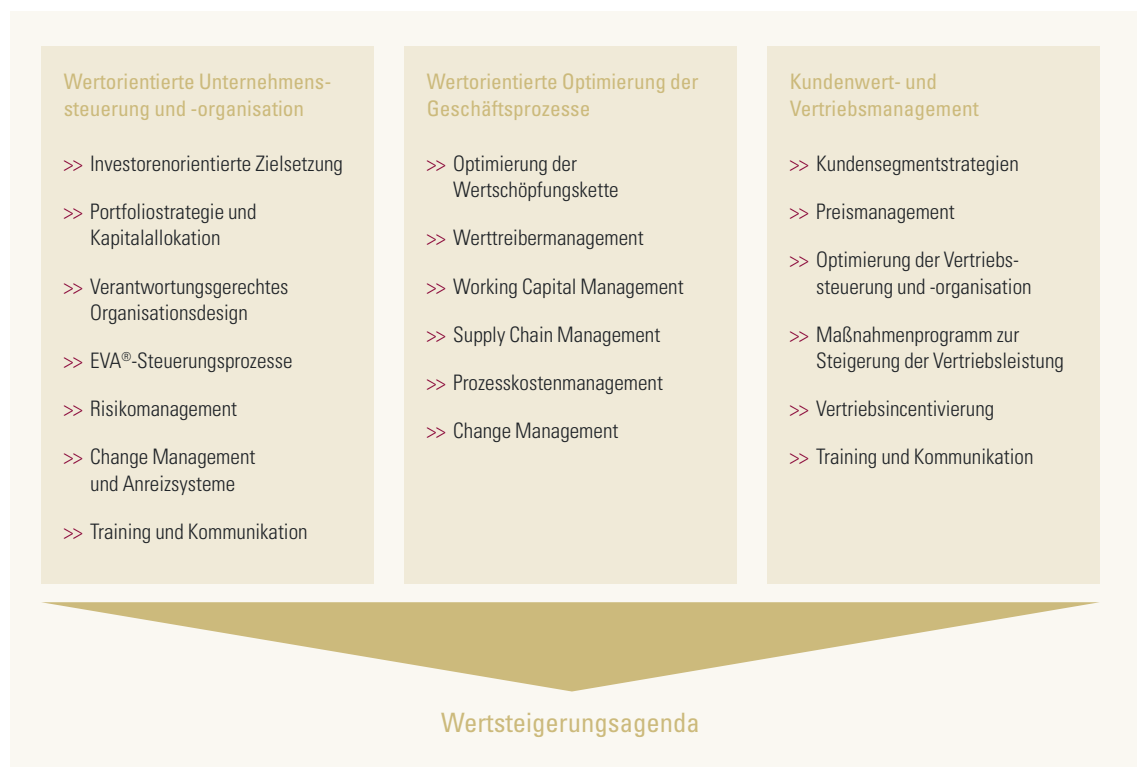 Wertorientierte Unternehmens-
steuerung und -organisation
>> Investorenorientierte Zielsetzung
>> Portfoliostrategie und
Kapitalallokation
>> Verantwortungsgerechtes
Organisationsdesign
>> EVA®-Steuerungsprozesse
>> Risikomanagement
>> Change Management
und Anreizsysteme
>> Training und Kommunikation
Wertorientierte Optimierung der
Geschäftsprozesse
>> Optimierung der
Wertschöpfungskette
>> Werttreibermanagement
>> Working Capital Management
>> Supply Chain Management
>> Prozesskostenmanagement
>> Change Management
Kundenwert- und
Vertriebsmanagement
>> Kundensegmentstrategien
>> Preismanagement
>> Optimierung der Vertriebs-
steuerung und -organisation
>> Maßnahmenprogramm zur
Steigerung der Vertriebsleistung
>> Vertriebsincentivierung
>> Training und Kommunikation
Wertsteigerungsagenda